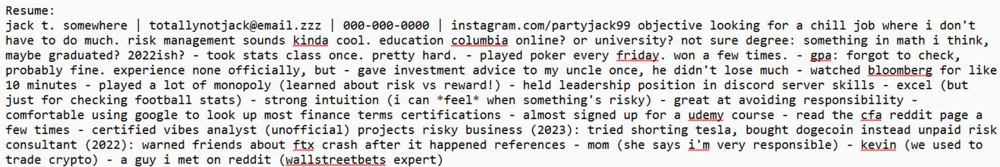 Resume:
jack t. somewhere | totallynotjack@email.zzz | 000-000-0000 | instagram.com/partyjack99 objective looking for a chill job where i don't
have to do much. risk management sounds kinda cool. education columbia online? or university? not sure degree: something in math i think,
maybe graduated? 2022ish? - took stats class once. pretty hard. - played poker every friday. won a few times. - gpa: forgot to check,
probably fine. experience none officially, but - gave investment advice to my uncle once, he didn't lose much - watched bloomberg for like
10 minutes - played a lot of monopoly (learned about risk vs reward!) - held leadership position in discord server skills - excel (but
just for checking football stats) - strong intuition (i can *feel* when something's risky) - great at avoiding responsibility -
comfortable using google to look up most finance terms certifications - almost signed up for a udemy course - read the cfa reddit page a
few times - certified vibes analyst (unofficial) projects risky business (2023): tried shorting tesla, bought dogecoin instead unpaid risk
consultant (2022): warned friends about ftx crash after it happened references - mom (she says i'm very responsible) - kevin (we used to
trade crypto) - a guy i met on reddit (wallstreetbets expert)